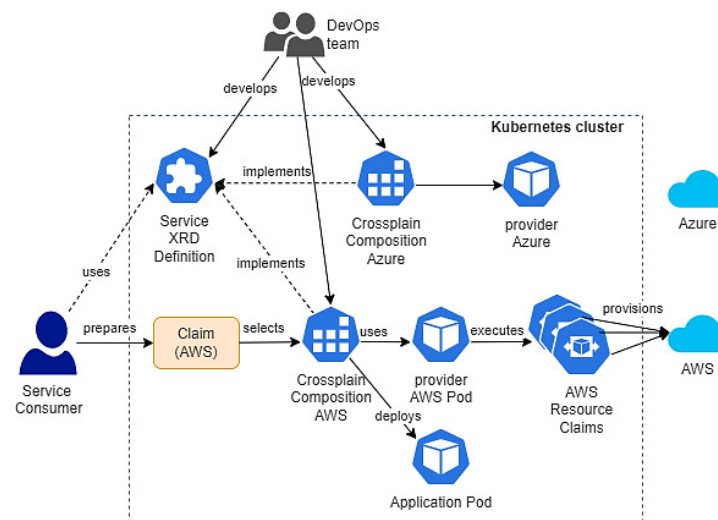 DevOps
team
develops
develops
Kubernetes cluster
implements
Service
XRD
Definition
Crossplain
Composition
Azure
provider
Azure
Azure
uses
implements
provisions
prepares
Claim
(AWS)
selects
uses
executes
Service
Consumer
Crossplain
Composition
AWS
provider
AWS Pod
AWS
Resource
Claims
AWS
deploys
Application Pod